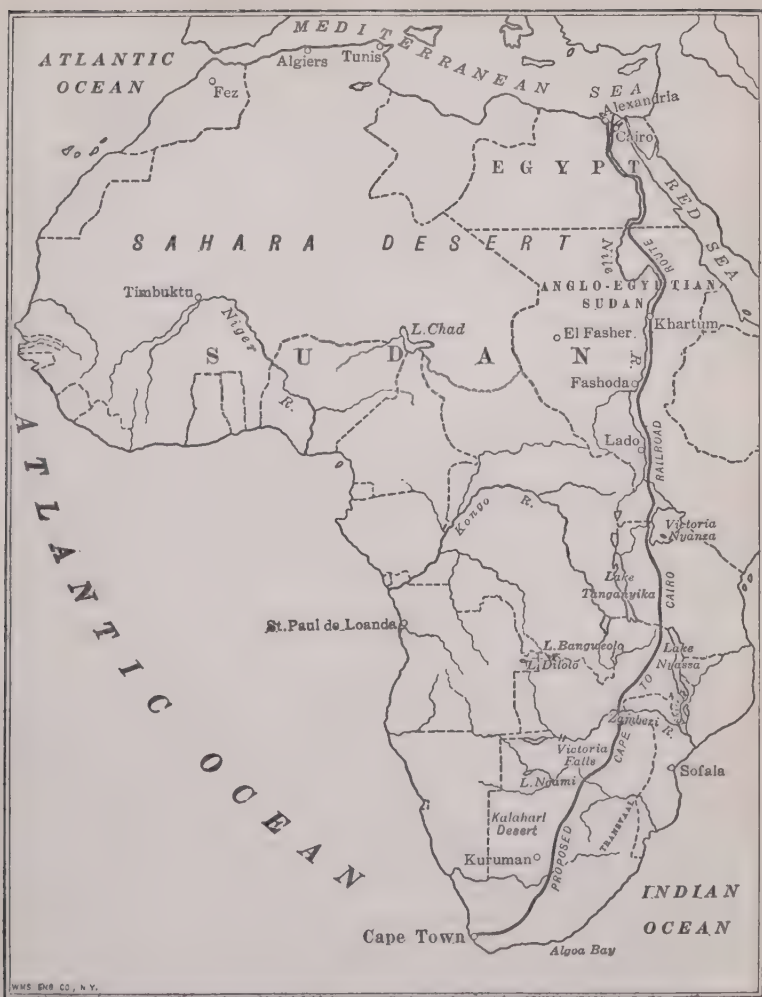 MEDITERRANEAN SEA
ATLANTIC
OCEAN
Algiers
Tunis
Fez
Alexandria
Cairo
EGYPT
RED SEA
SAHARA DESERT
Nile
ROUTE
ANGLO-EGYPTIAN
SUDAN
Timbuktu
Niger
R.
L. Chad
El Fasher
Khartum
SUDAN
R.
Fashoda
Lado
RAILROAD
ATLANTIC OCEAN
Kongo R.
Victoria
Nyanza
Lake
Tanganyika
CAIRO
St. Paul de Loanda
L. Bangweolo
L. Dilolo
Lake
Nyassa
TO
Zambezi
R.
CAPE
Victoria
Falls
L. Ngami
Sofala
Kalahari
Desert
TRANSVAAL
Kuruman
PROPOSED
INDIAN
OCEAN
Cape Town
Algoa Bay
WMS ENG CO., N.Y.